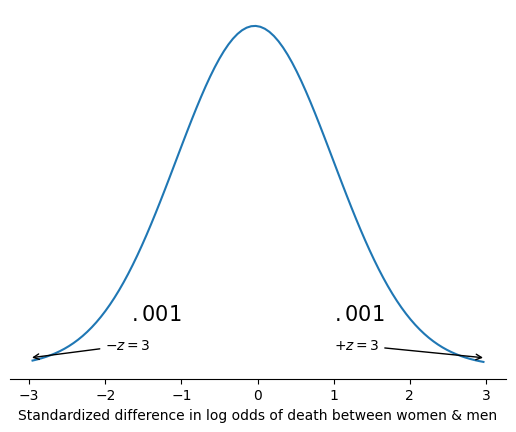 .001 .001
−z = 3 +z = 3
−3 −2 −1 0 1 2 3
Standardized difference in log odds of death between women & men